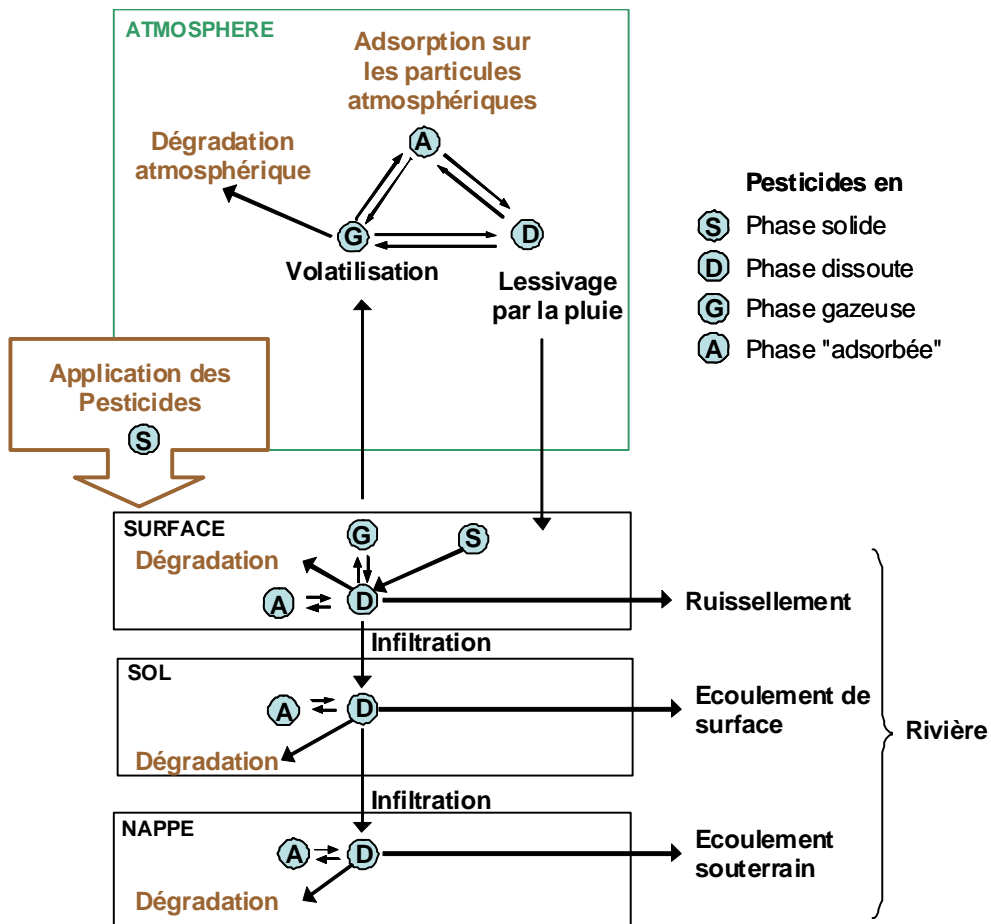 ATMOSPHERE
Adsorption sur
les particules
atmosphériques
A
Dégradation
atmosphérique
G
D
Volatilisation
Lessivage
par la pluie
Pesticides en
S Phase solide
D Phase dissoute
G Phase gazeuse
A Phase "adsorbée"
Application des
Pesticides
S
SURFACE
G
S
Dégradation
A
D
Ruissellement
Infiltration
SOL
A
D
Ecoulement de
surface
Dégradation
Rivière
Infiltration
NAPPE
A
D
Ecoulement
souterrain
Dégradation